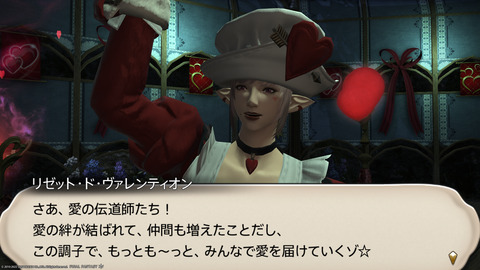 リゼット・ド・ヴァレンティオン
さあ、愛の伝道師たち！
愛の絆が結ばれて、仲間も増えたことだし、
この調子で、もっとも～っと、みんなで愛を届けていくゾ☆